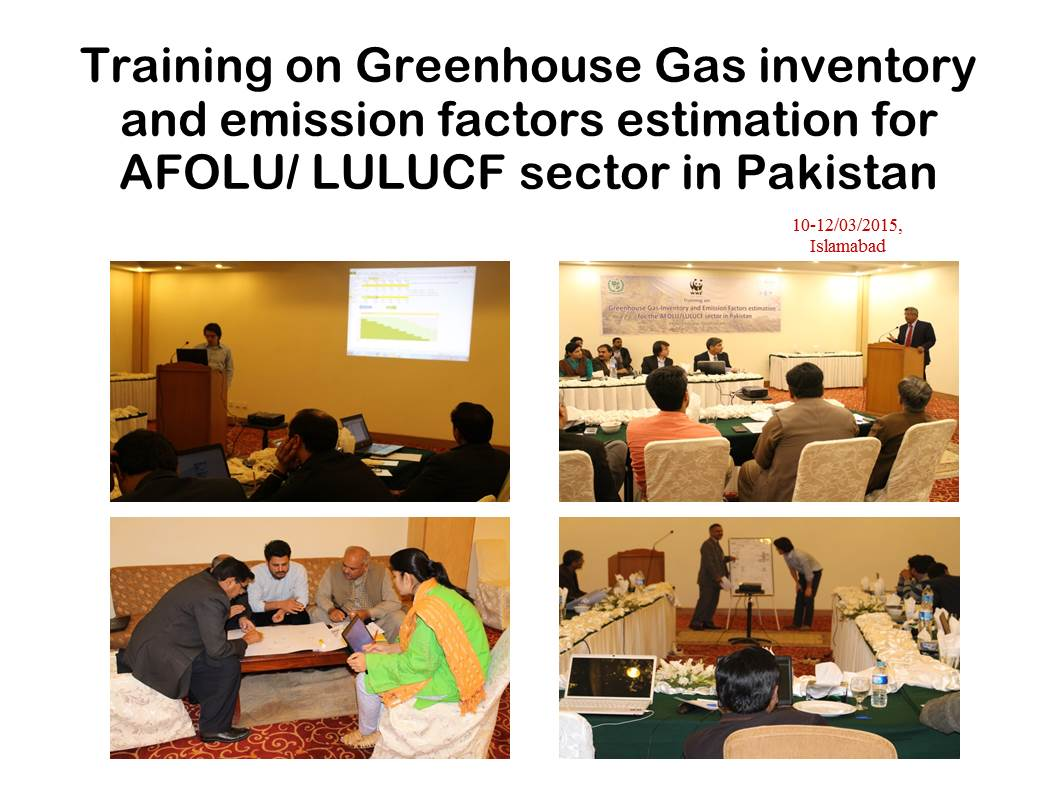 Training on Greenhouse Gas inventory
and emission factors estimation for
AFOLU/ LULUCF sector in Pakistan
10-12/03/2015,
Islamabad
WWF
Training on
Greenhouse Gas-Inventory and Emission Factors estimation
for the AFOLU/LULUCF sector in Pakistan